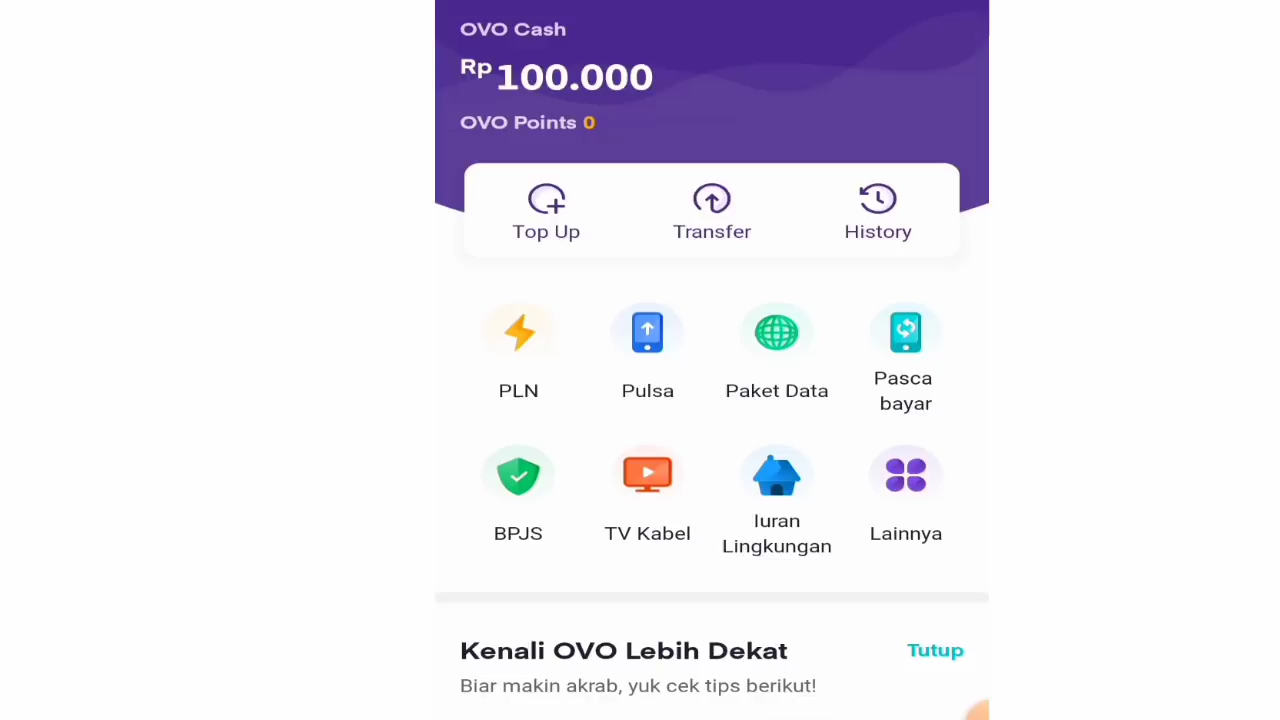 OVO Cash
Rp 100.000
OVO Points 0
Top Up
Transfer
History
PLN
Pulsa
Paket Data
Pasca
bayar
BPJS
TV Kabel
Iuran
Lingkungan
Lainnya
Kenali OVO Lebih Dekat
Tutup
Biar makin akrab, yuk cek tips berikut!